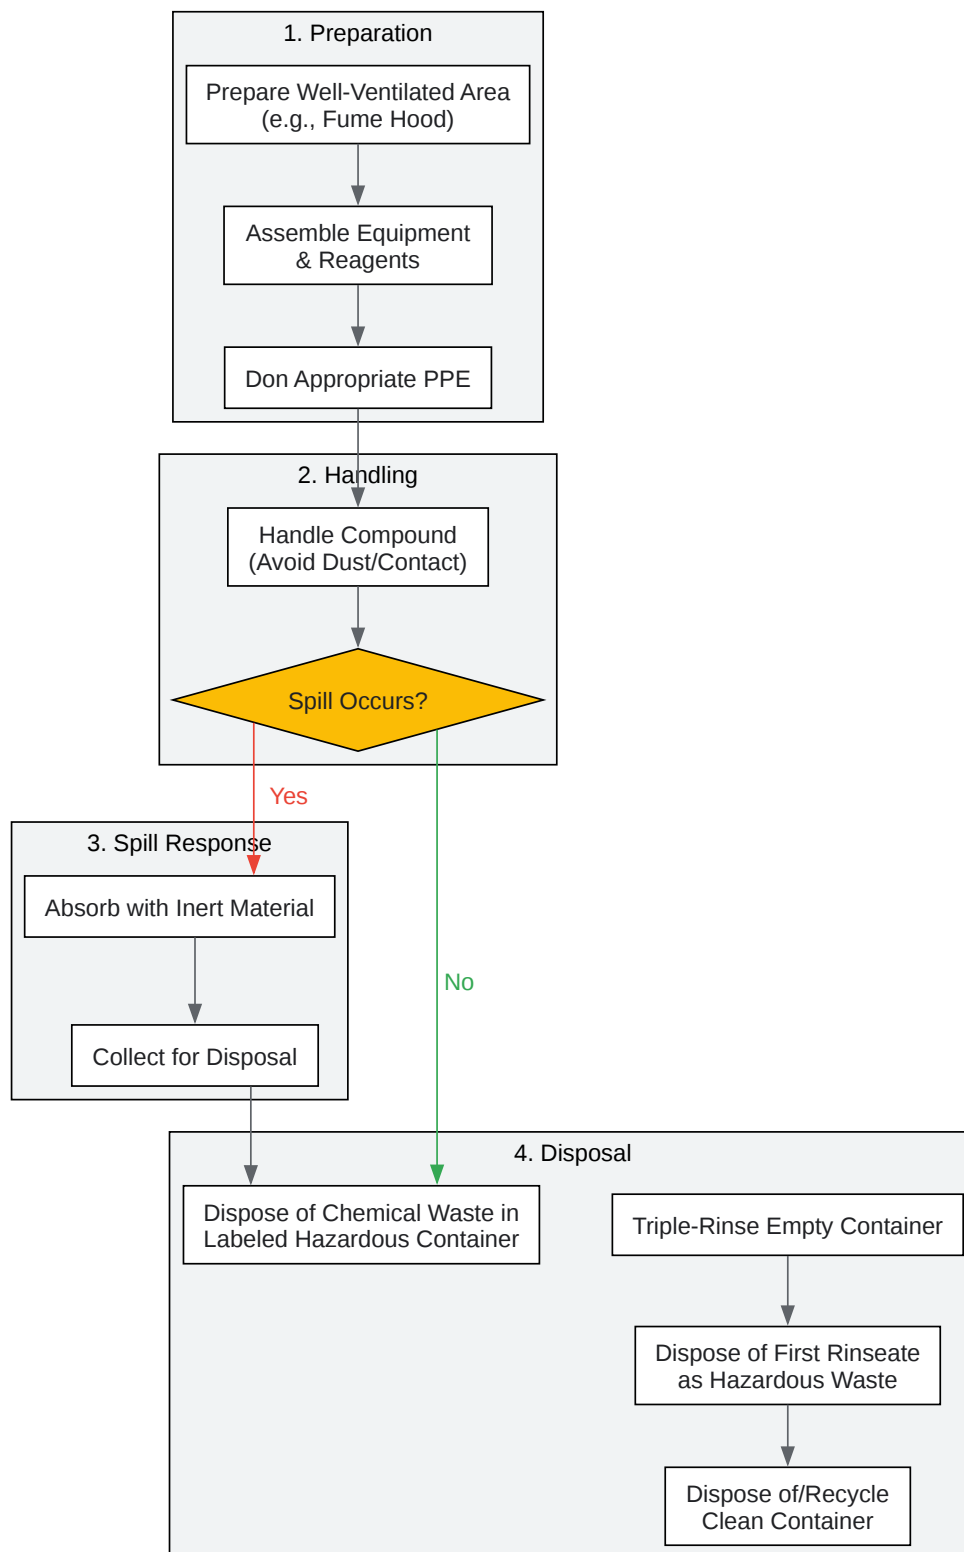 1. Preparation
Prepare Well-Ventilated Area
(e.g., Fume Hood)
Assemble Equipment
& Reagents
Don Appropriate PPE
2. Handling
Handle Compound
(Avoid Dust/Contact)
Spill Occurs?
Yes
3. Spill Response
Absorb with Inert Material
No
Collect for Disposal
4. Disposal
Dispose of Chemical Waste in
Labeled Hazardous Container
Triple-Rinse Empty Container
Dispose of First Rinseate
as Hazardous Waste
Dispose of/Recycle
Clean Container